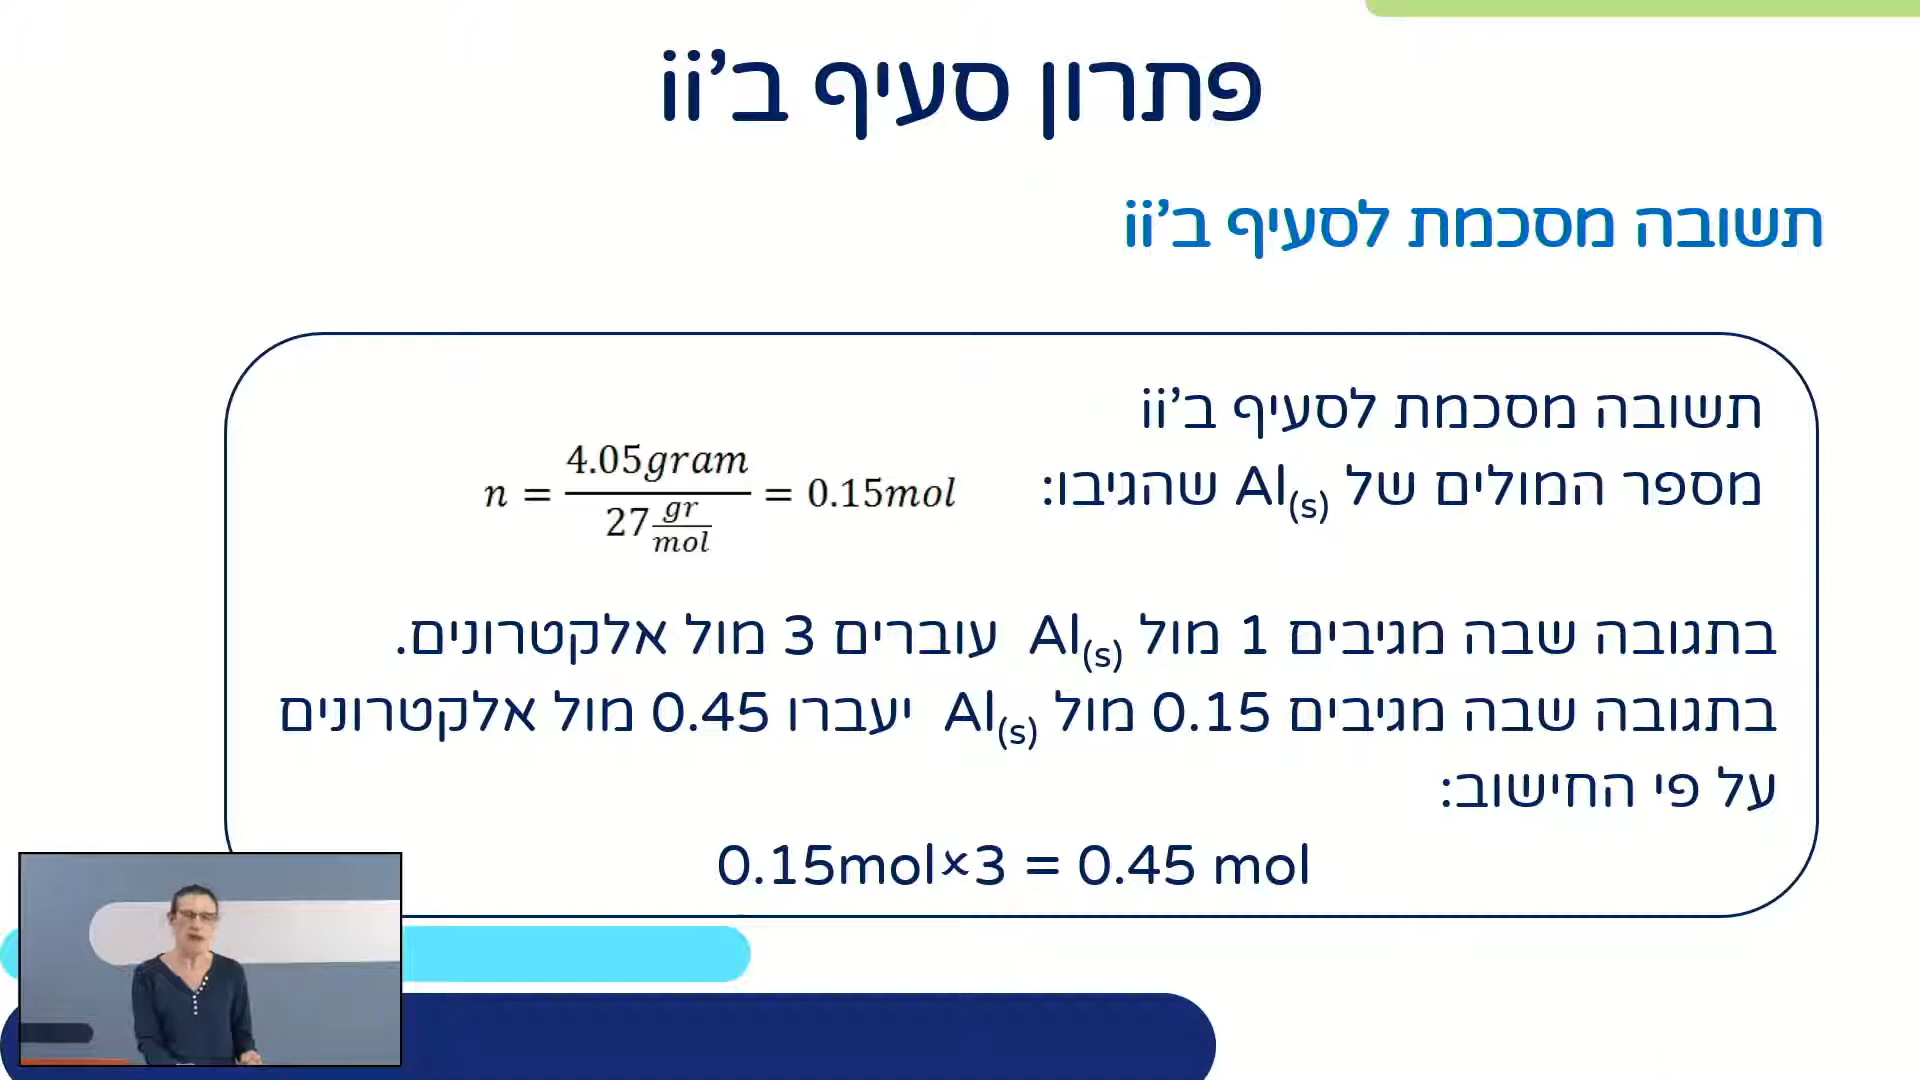 פתרון סעיף ב'ii
תשובה מסכמת לסעיף ב'ii
תשובה מסכמת לסעיף ב'ii
מספר המולים של Al(s) שהגיבו: n = 4.05gram / 27 gr/mol = 0.15mol
בתגובה שבה מגיבים 1 מול Al(s) עוברים 3 מול אלקטרונים.
בתגובה שבה מגיבים 0.15 מול Al(s) יעברו 0.45 מול אלקטרונים
על פי החישוב:
0.15mol×3 = 0.45 mol